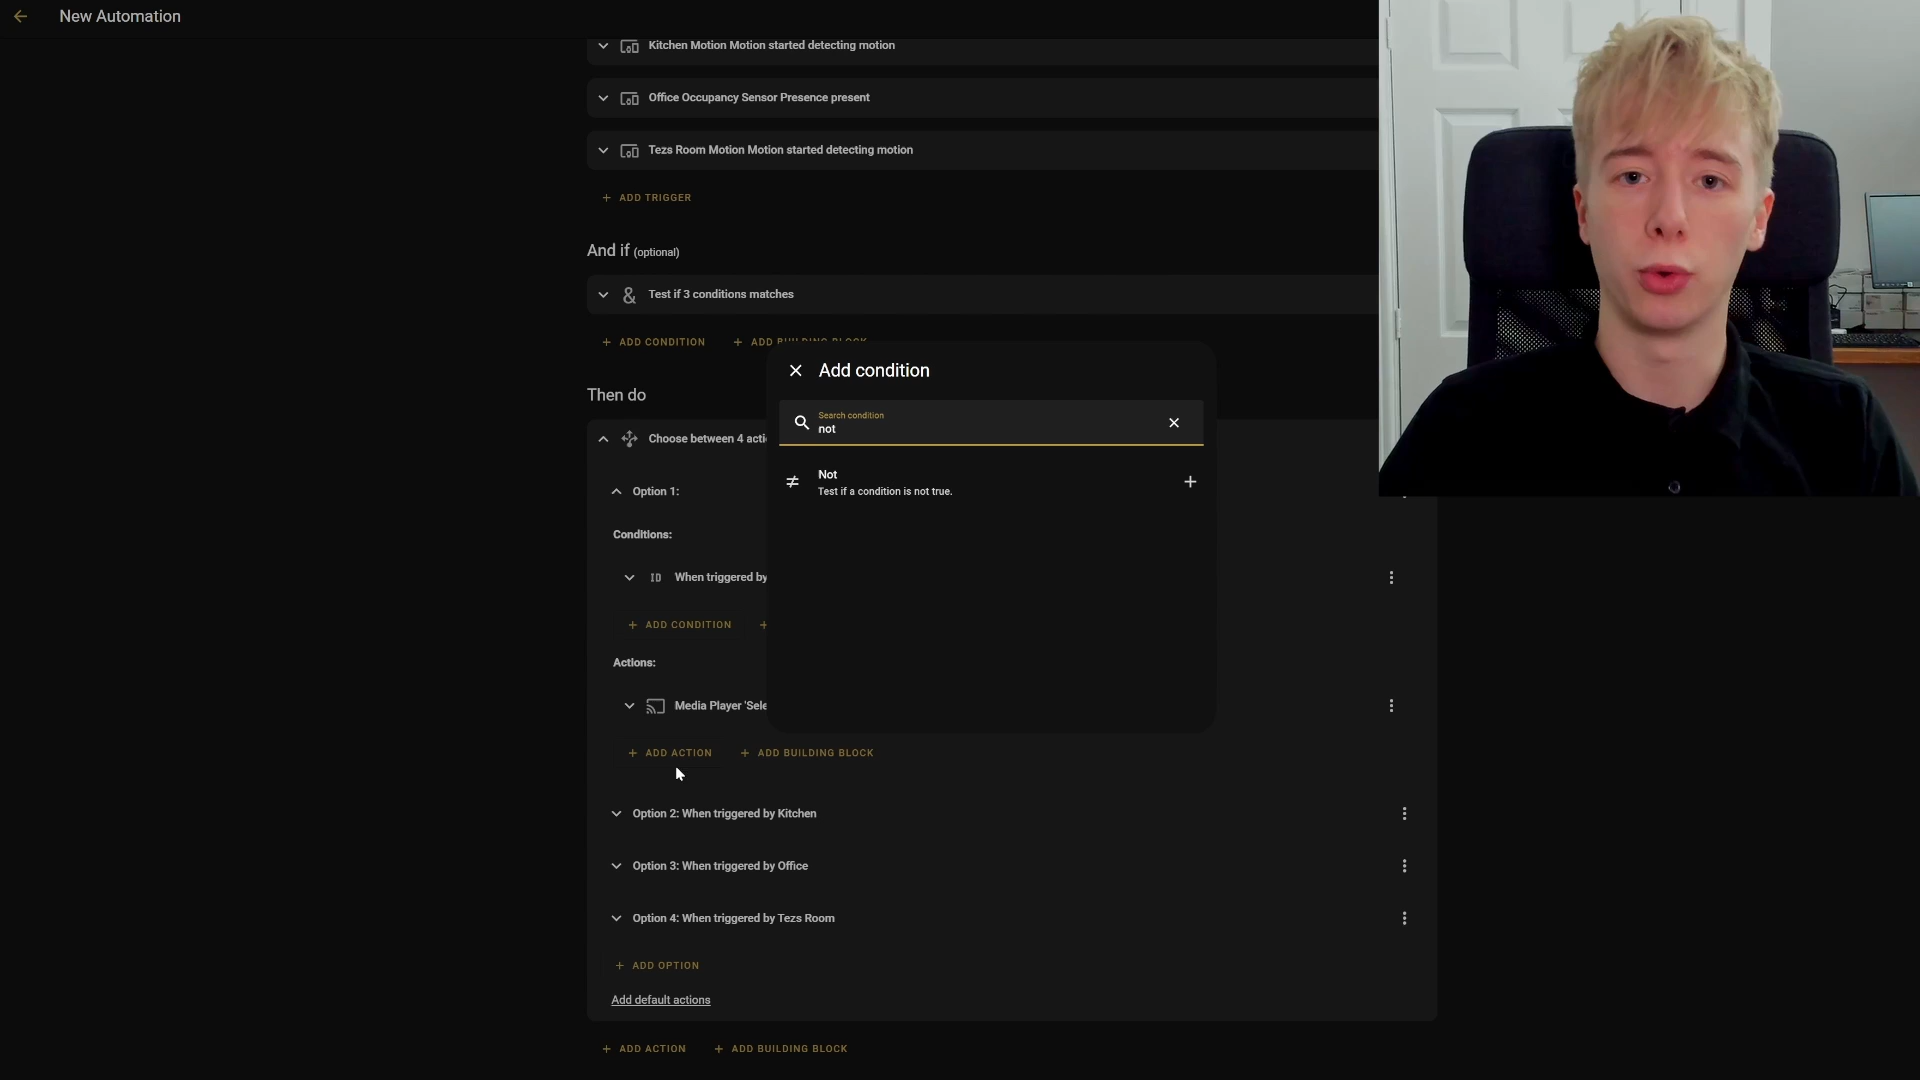 New Automation
Kitchen Motion Motion started detecting motion
Office Occupancy Sensor Presence present
Tezs Room Motion Motion started detecting motion
+ ADD TRIGGER
And if (optional)
& Test if 3 conditions matches
+ ADD CONDITION + ADD BUILDING BLOCK
Add condition
Then do
Search condition
not
Choose between 4 acti
Not
Test if a condition is not true.
Option 1:
Conditions:
ID When triggered by
+ ADD CONDITION +
Actions:
Media Player 'Sele
+ ADD ACTION + ADD BUILDING BLOCK
Option 2: When triggered by Kitchen
Option 3: When triggered by Office
Option 4: When triggered by Tezs Room
+ ADD OPTION
Add default actions
+ ADD ACTION + ADD BUILDING BLOCK